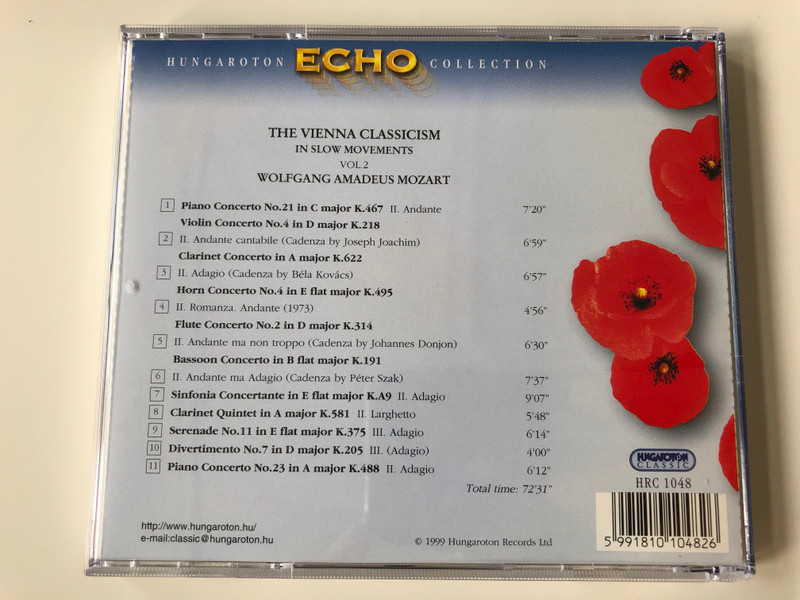 HUNGAROTON ECHO COLLECTION
THE VIENNA CLASSICISM
IN SLOW MOVEMENTS
VOL.2
WOLFGANG AMADEUS MOZART
1 Piano Concerto No.21 in C major K.467 II. Andante 7'20"
Violin Concerto No.4 in D major K.218
2 II. Andante cantabile (Cadenza by Joseph Joachim) 6'59"
Clarinet Concerto in A major K.622
3 II. Adagio (Cadenza by Béla Kovács) 6'57"
Horn Concerto No.4 in E flat major K.495
4 II. Romanza. Andante (1973) 4'56"
Flute Concerto No.2 in D major K.314
5 II. Andante ma non troppo (Cadenza by Johannes Donjon) 6'30"
Bassoon Concerto in B flat major K.191
6 II. Andante ma Adagio (Cadenza by Péter Szak) 7'37"
7 Sinfonia Concertante in E flat major K.A9 II. Adagio 9'07"
8 Clarinet Quintet in A major K.581 II. Larghetto 5'48"
9 Serenade No.11 in E flat major K.375 III. Adagio 6'14"
10 Divertimento No.7 in D major K.205 III. (Adagio) 4'00"
11 Piano Concerto No.23 in A major K.488 II. Adagio 6'12"
Total time: 72'31"
HUNGAROTON
CLASSIC
HRC 1048
5 991810 104826
http://www.hungaroton.hu/
e-mail:classic@hungaroton.hu
© 1999 Hungaroton Records Ltd